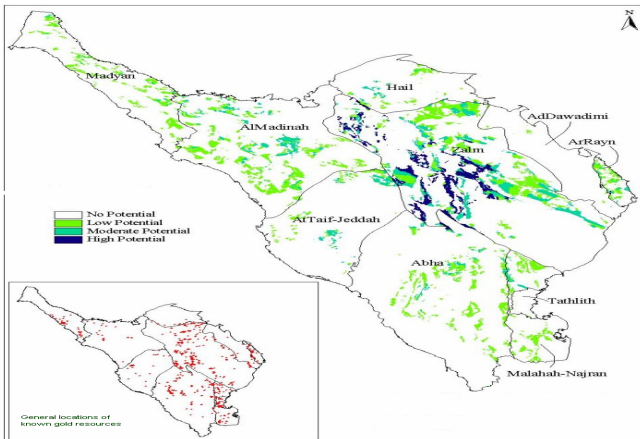 N
Madyan
Hail
AdDawadimi
AlMadinah
Zalm
ArRayn
No Potential
Low Potential
Moderate Potential
High Potential
AtTaif-Jeddah
Abha
Tathlith
Malahah-Najran
General locations of
known gold resources